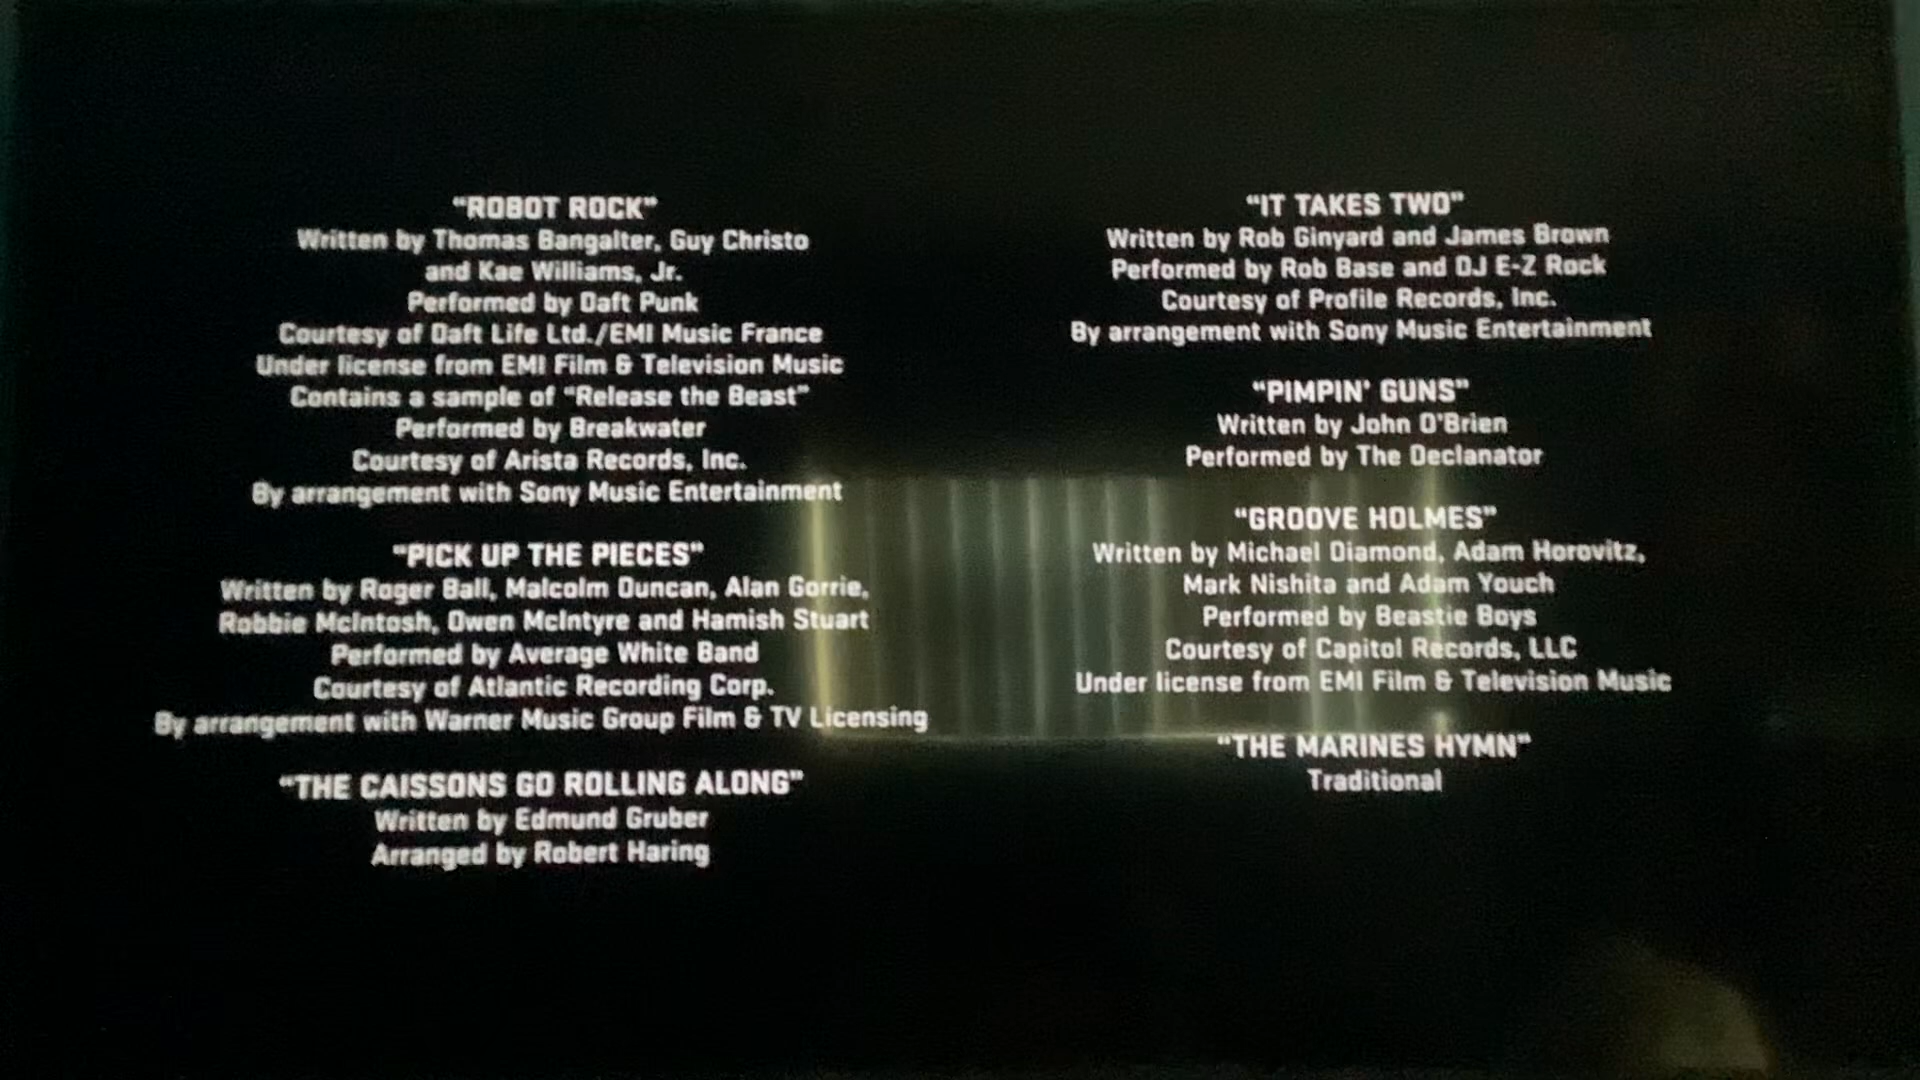 "ROBOT ROCK"
Written by Thomas Bangalter, Guy Christo
and Kae Williams, Jr.
Performed by Daft Punk
Courtesy of Daft Life Ltd./EMI Music France
Under license from EMI Film & Television Music
Contains a sample of "Release the Beast"
Performed by Breakwater
Courtesy of Arista Records, Inc.
By arrangement with Sony Music Entertainment
"PICK UP THE PIECES"
Written by Roger Ball, Malcolm Duncan, Alan Gorrie,
Robbie McIntosh, Owen McIntyre and Hamish Stuart
Performed by Average White Band
Courtesy of Atlantic Recording Corp.
By arrangement with Warner Music Group Film & TV Licensing
"THE CAISSONS GO ROLLING ALONG"
Written by Edmund Gruber
Arranged by Robert Haring
"IT TAKES TWO"
Written by Rob Ginyard and James Brown
Performed by Rob Base and DJ E-Z Rock
Courtesy of Profile Records, Inc.
By arrangement with Sony Music Entertainment
"PIMPIN' GUNS"
Written by John O'Brien
Performed by The Declanator
"GROOVE HOLMES"
Written by Michael Diamond, Adam Horovitz,
Mark Nishita and Adam Youch
Performed by Beastie Boys
Courtesy of Capitol Records, LLC
Under license from EMI Film & Television Music
"THE MARINES HYMN"
Traditional